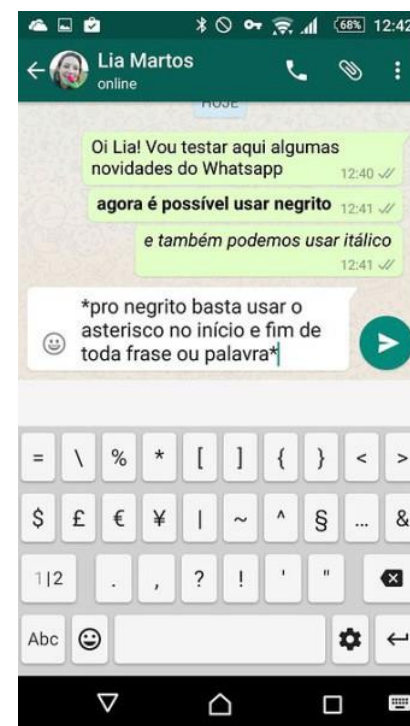 68% 12:42
Lia Martos
online
HOJE
Oi Lia! Vou testar aqui algumas
novidades do Whatsapp 12:40
agora é possível usar negrito 12:41
e também podemos usar itálico
12:41
*pro negrito basta usar o
asterisco no início e fim de
toda frase ou palavra*
= \ % * [ ] { } < >
$ £ € ¥ | ~ ^ § ... &
1|2 . , ? ! ' "
Abc